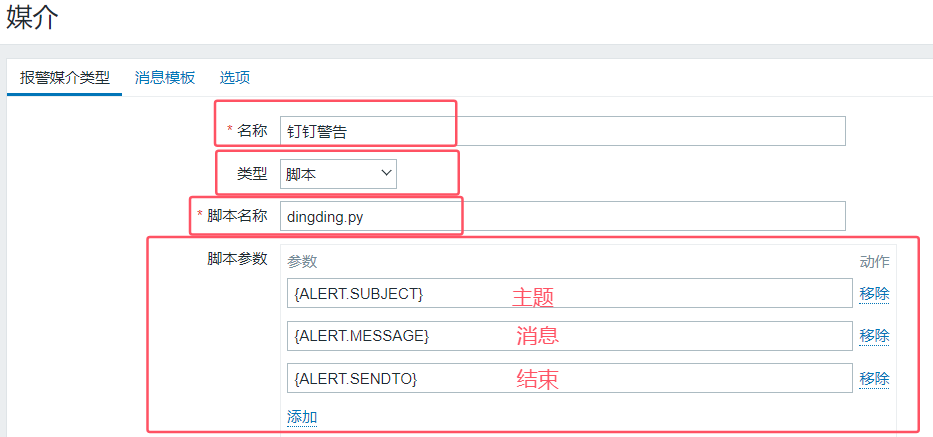 媒介
报警媒介类型 消息模板 选项
* 名称 钉钉警告
类型 脚本
* 脚本名称 dingding.py
脚本参数 参数 动作
{ALERT.SUBJECT} 主题 移除
{ALERT.MESSAGE} 消息 移除
{ALERT.SENDTO} 结束 移除
添加